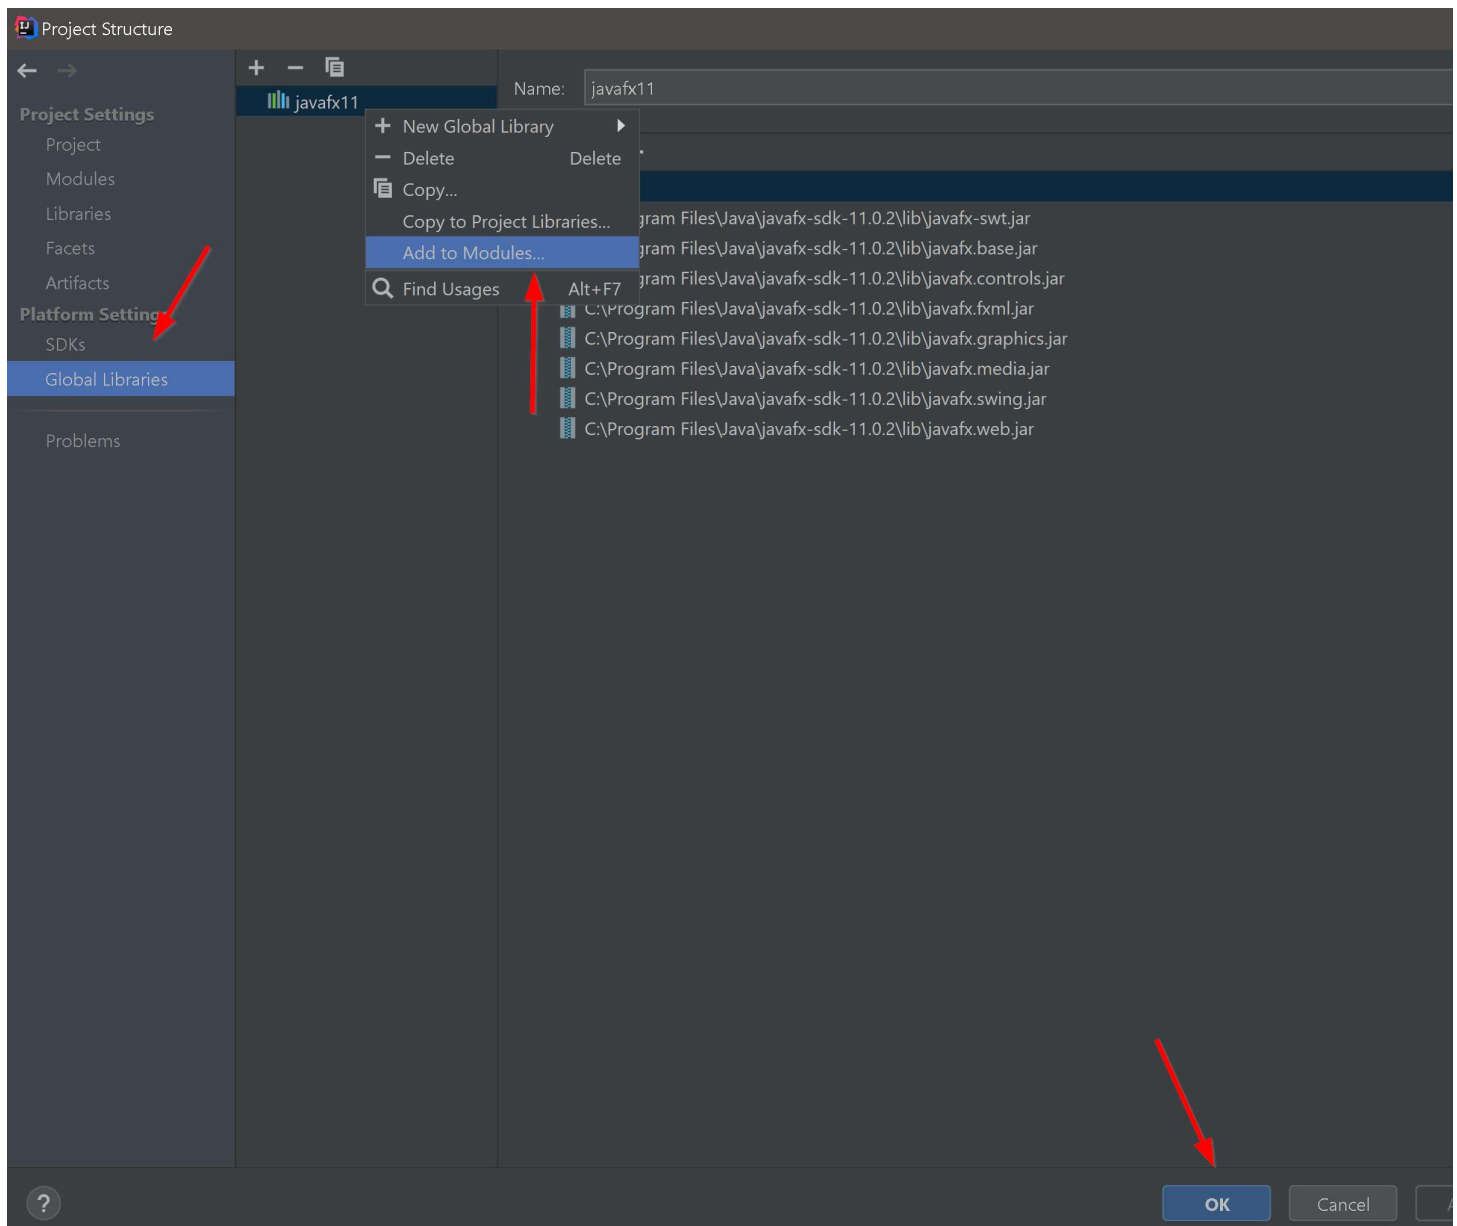 Project Structure
Project Settings
Project
Modules
Libraries
Facets
Artifacts
Platform Setting
SDKs
Global Libraries
Problems
javafx11
Name: javafx11
New Global Library
Delete Delete
Copy...
Copy to Project Libraries...
Add to Modules...
Find Usages Alt+F7
gram Files\Java\javafx-sdk-11.0.2\lib\javafx-swt.jar
gram Files\Java\javafx-sdk-11.0.2\lib\javafx.base.jar
gram Files\Java\javafx-sdk-11.0.2\lib\javafx.controls.jar
C:\Program Files\Java\javafx-sdk-11.0.2\lib\javafx.fxml.jar
C:\Program Files\Java\javafx-sdk-11.0.2\lib\javafx.graphics.jar
C:\Program Files\Java\javafx-sdk-11.0.2\lib\javafx.media.jar
C:\Program Files\Java\javafx-sdk-11.0.2\lib\javafx.swing.jar
C:\Program Files\Java\javafx-sdk-11.0.2\lib\javafx.web.jar
? OK Cancel